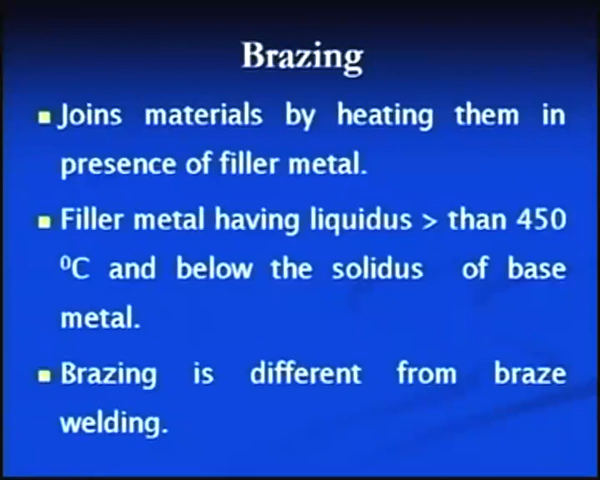 Brazing
Joins materials by heating them in
presence of filler metal.
Filler metal having liquidus > than 450
⁰C and below the solidus of base
metal.
Brazing is different from braze
welding.